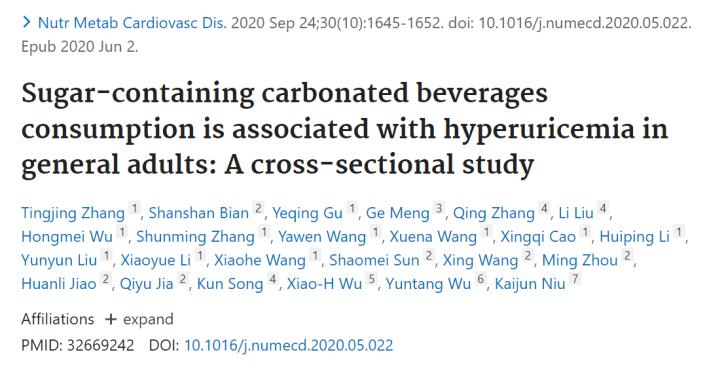 Nutr Metab Cardiovasc Dis. 2020 Sep 24;30(10):1645-1652. doi: 10.1016/j.numecd.2020.05.022.
Epub 2020 Jun 2.
Sugar-containing carbonated beverages
consumption is associated with hyperuricemia in
general adults: A cross-sectional study
Tingjing Zhang 1, Shanshan Bian 2, Yeqing Gu 1, Ge Meng 3, Qing Zhang 4, Li Liu 4,
Hongmei Wu 1, Shunming Zhang 1, Yawen Wang 1, Xuena Wang 1, Xingqi Cao 1, Huiping Li 1,
Yunyun Liu 1, Xiaoyue Li 1, Xiaohe Wang 1, Shaomei Sun 2, Xing Wang 2, Ming Zhou 2,
Huanli Jiao 2, Qiyu Jia 2, Kun Song 4, Xiao-H Wu 5, Yuntang Wu 6, Kaijun Niu 7
Affiliations + expand
PMID: 32669242 DOI: 10.1016/j.numecd.2020.05.022